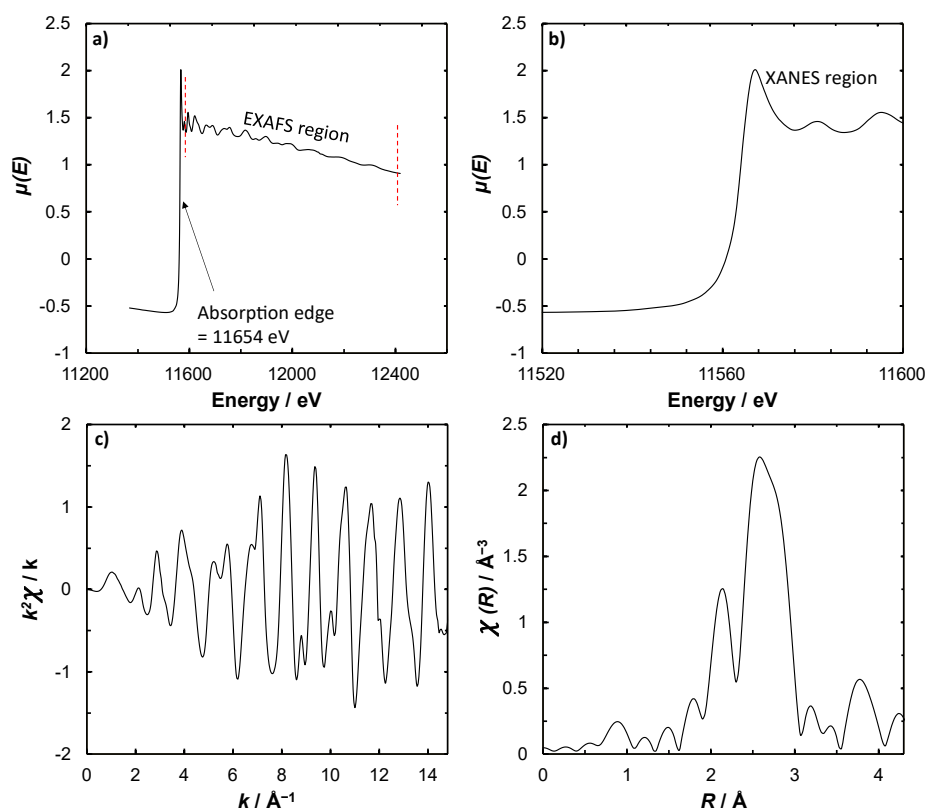 a)
2.5
2
1.5
1
0.5
0
-0.5
-1
μ(E)
EXAFS region
Absorption edge
= 11654 eV
11200
11600
12000
12400
Energy / eV
b)
2.5
2
1.5
1
0.5
0
-0.5
-1
μ(E)
XANES region
11520
11560
11600
Energy / eV
c)
2
1
0
-1
-2
k²χ / k
0 2 4 6 8 10 12 14
k / Å⁻¹
d)
2.5
2
1.5
1
0.5
0
χ (R) / Å⁻³
0 1 2 3 4
R / Å